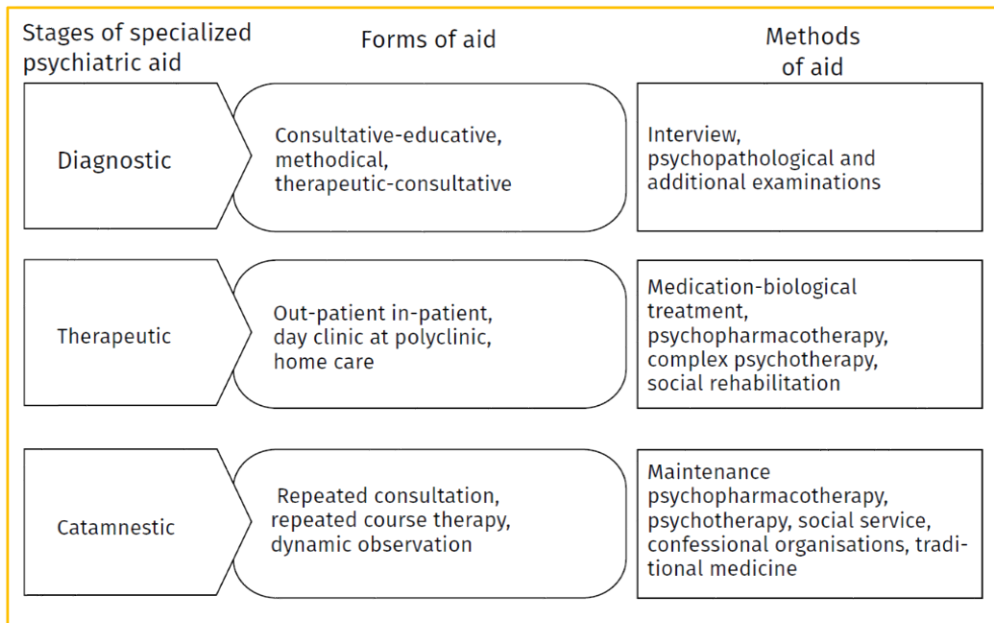 Stages of specialized
psychiatric aid
Forms of aid
Methods
of aid
Diagnostic
Consultative-educative,
methodical,
therapeutic-consultative
Interview,
psychopathological and
additional examinations
Therapeutic
Out-patient in-patient,
day clinic at polyclinic,
home care
Medication-biological
treatment,
psychopharmacotherapy,
complex psychotherapy,
social rehabilitation
Catamnestic
Repeated consultation,
repeated course therapy,
dynamic observation
Maintenance
psychopharmacotherapy,
psychotherapy, social service,
confessional organisations, tradi-
tional medicine